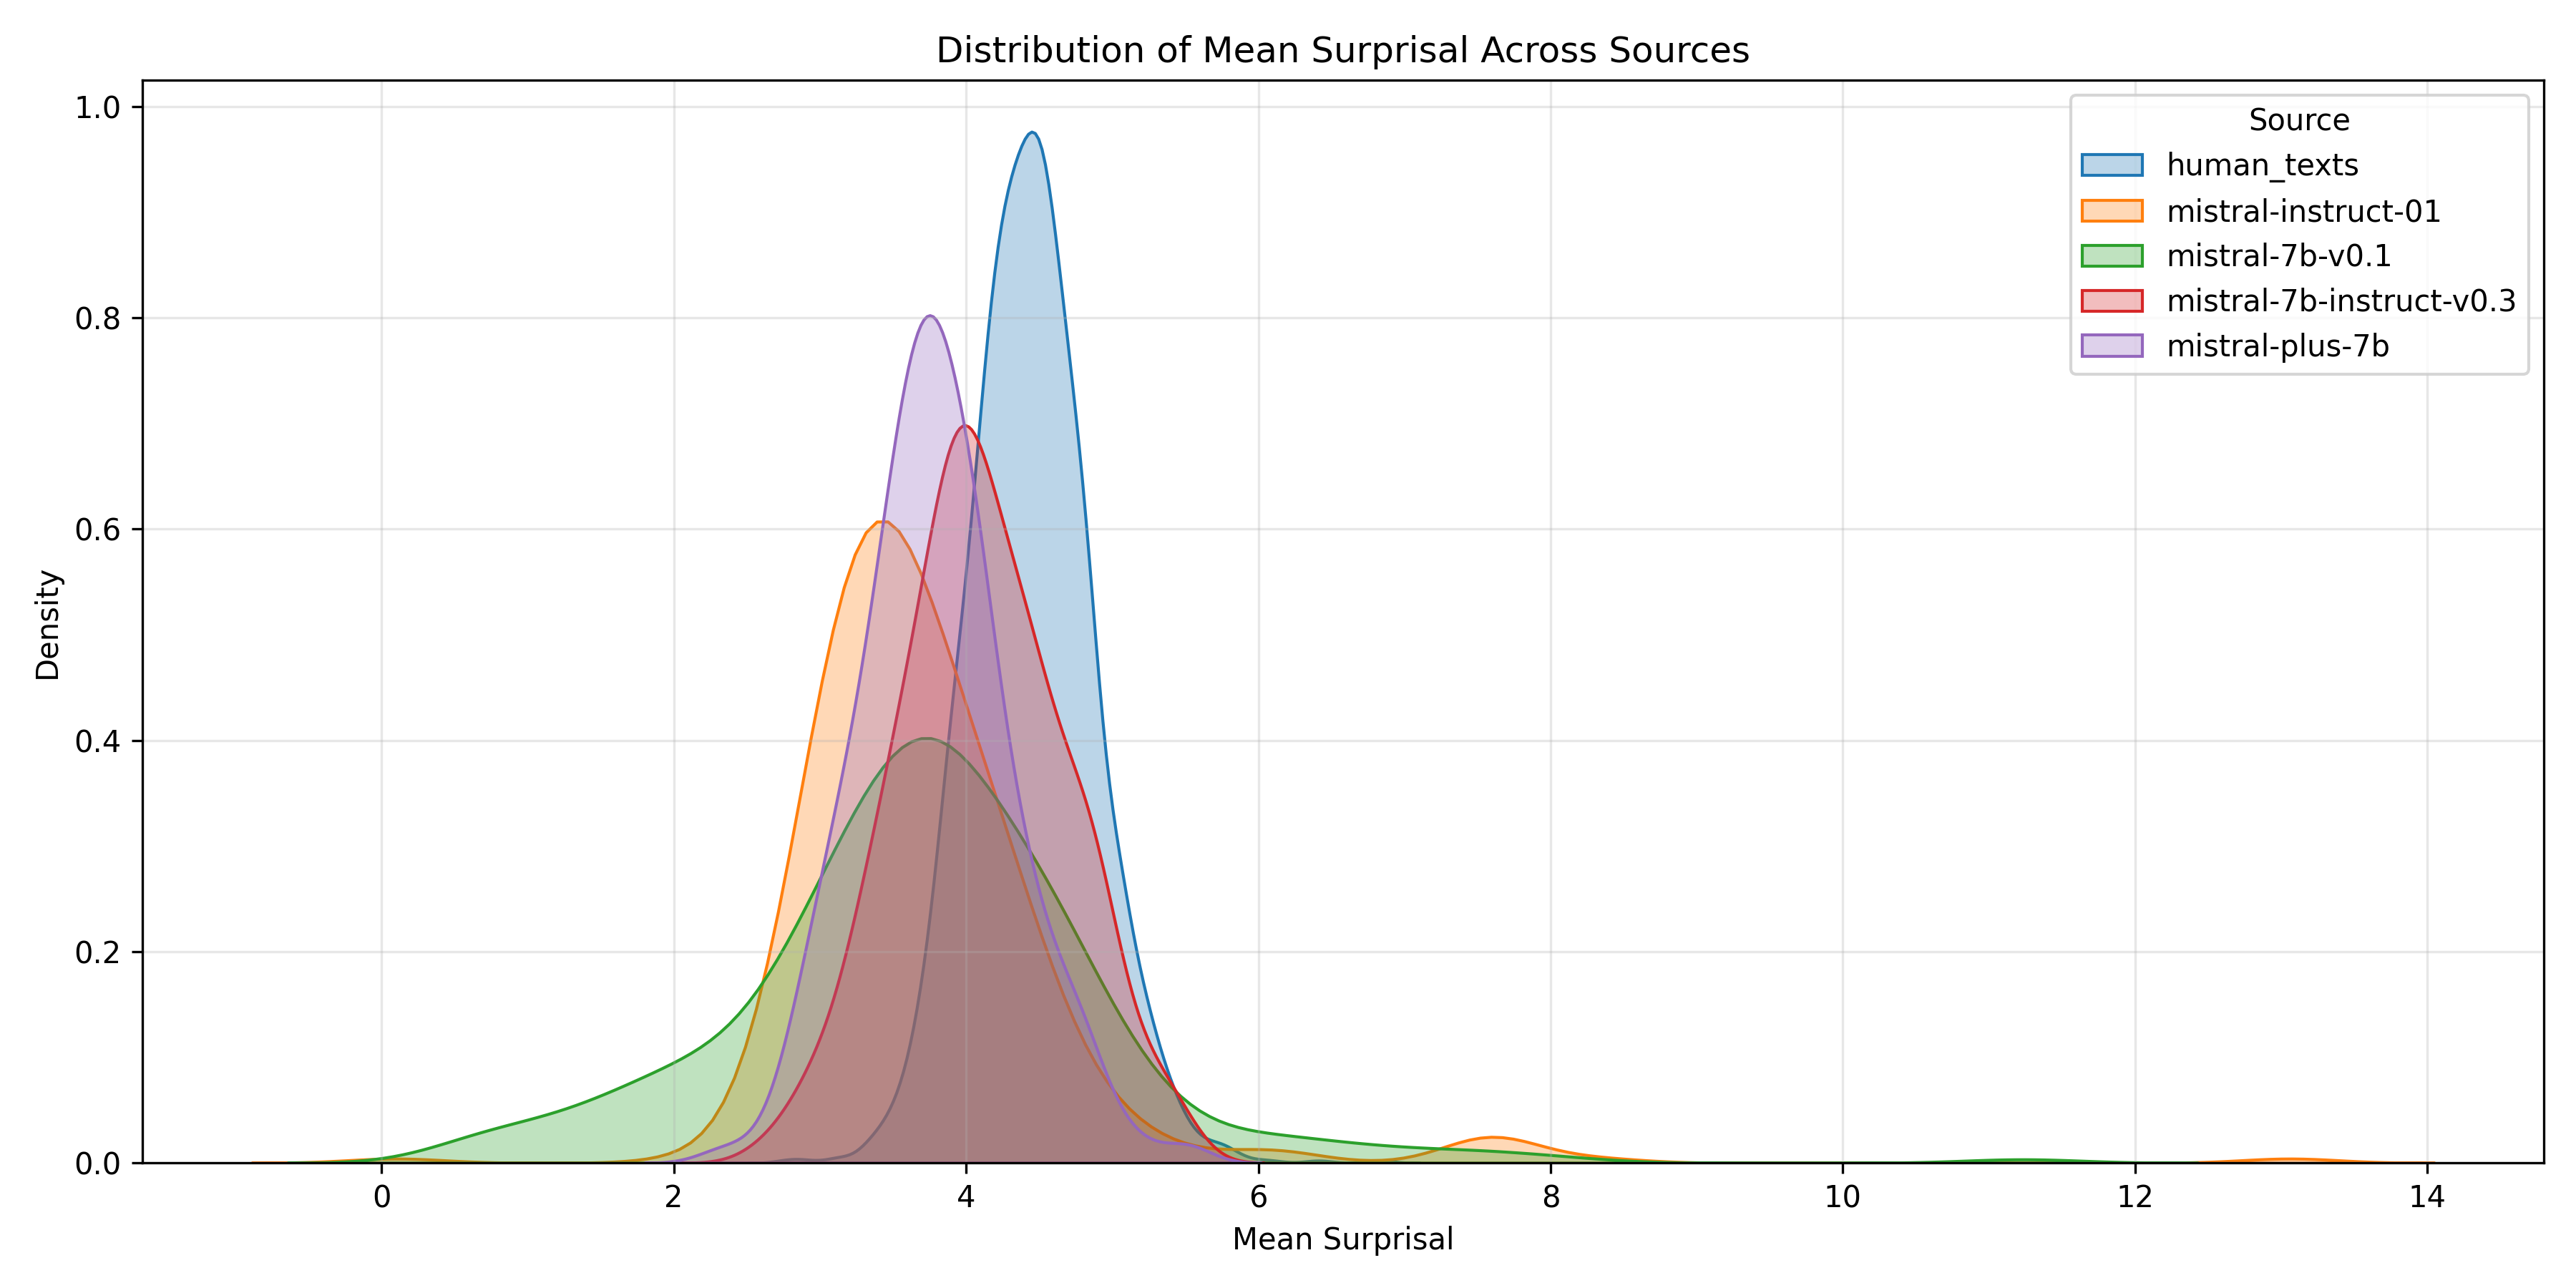 Distribution of Mean Surprisal Across Sources
Source
human_texts
mistral-instruct-01
mistral-7b-v0.1
mistral-7b-instruct-v0.3
mistral-plus-7b
Density
1.0
0.8
0.6
0.4
0.2
0.0
0 2 4 6 8 10 12 14
Mean Surprisal